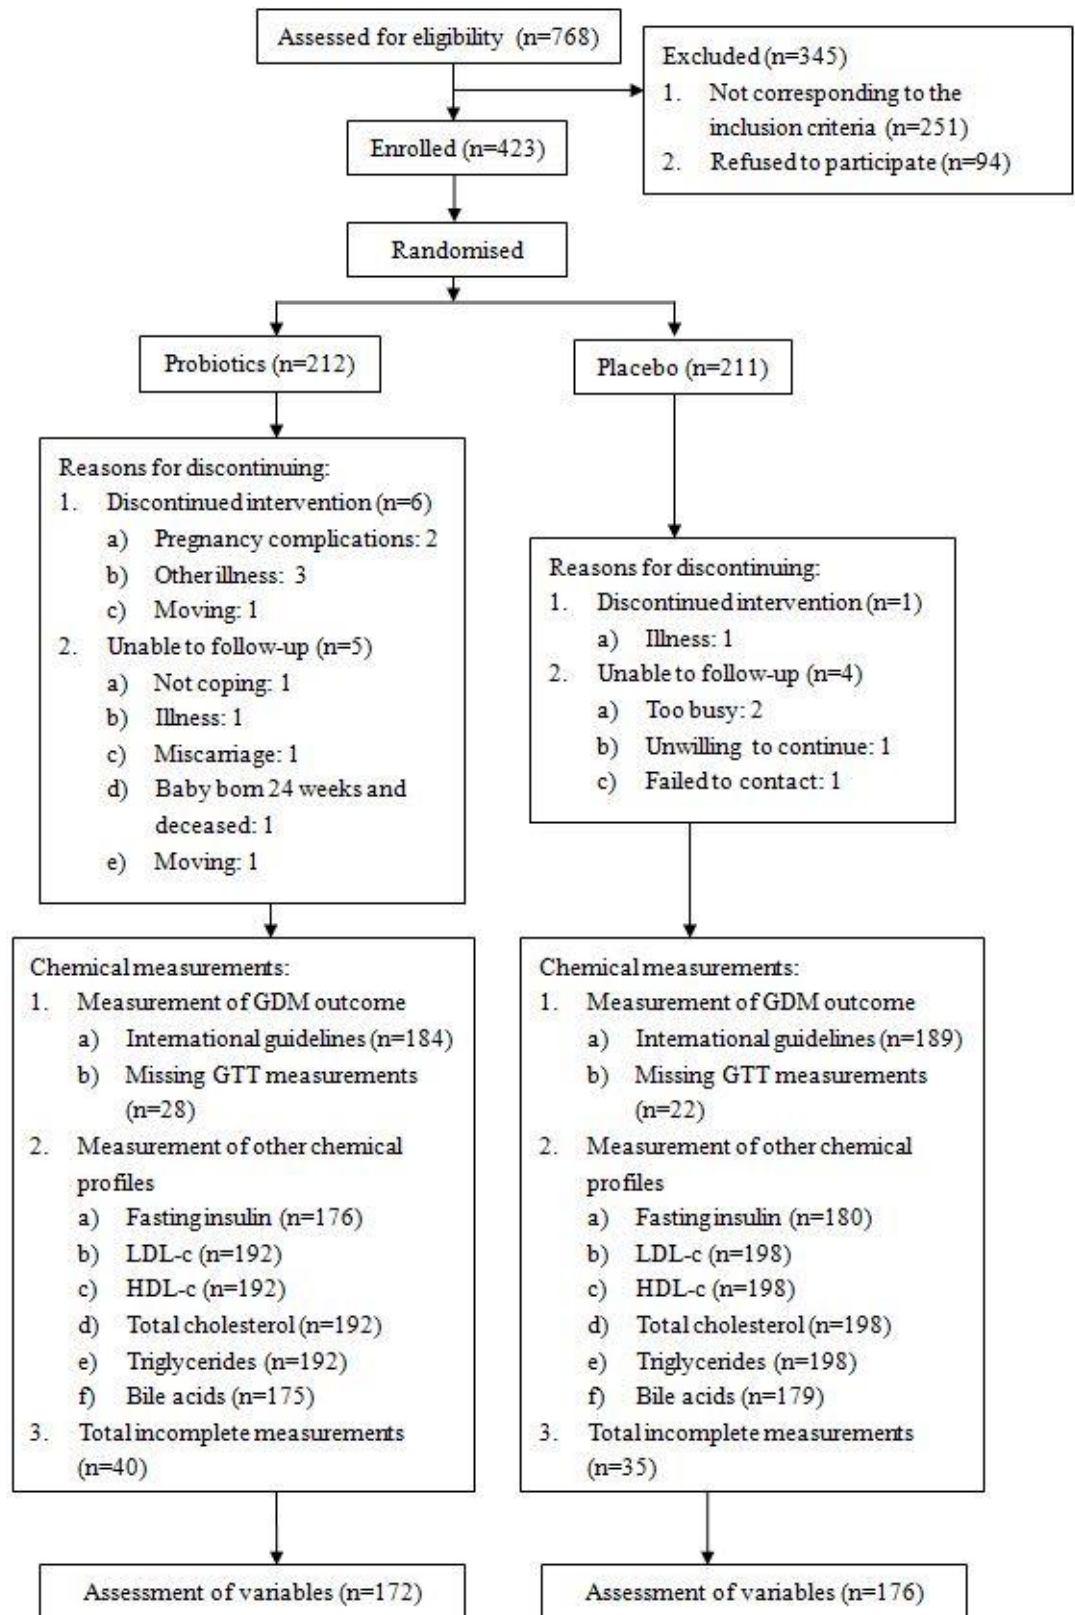 Assessed for eligibility (n=768)
Excluded (n=345)
1. Not corresponding to the
inclusion criteria (n=251)
2. Refused to participate (n=94)
Enrolled (n=423)
Randomised
Probiotics (n=212)
Placebo (n=211)
Reasons for discontinuing:
1. Discontinued intervention (n=6)
a) Pregnancy complications: 2
b) Other illness: 3
c) Moving: 1
2. Unable to follow-up (n=5)
a) Not coping: 1
b) Illness: 1
c) Miscarriage: 1
d) Baby born 24 weeks and
deceased: 1
e) Moving: 1
Reasons for discontinuing:
1. Discontinued intervention (n=1)
a) Illness: 1
2. Unable to follow-up (n=4)
a) Too busy: 2
b) Unwilling to continue: 1
c) Failed to contact: 1
Chemical measurements:
1. Measurement of GDM outcome
a) International guidelines (n=184)
b) Missing GTT measurements
(n=28)
2. Measurement of other chemical
profiles
a) Fasting insulin (n=176)
b) LDL-c (n=192)
c) HDL-c (n=192)
d) Total cholesterol (n=192)
e) Triglycerides (n=192)
f) Bile acids (n=175)
3. Total incomplete measurements
(n=40)
Chemical measurements:
1. Measurement of GDM outcome
a) International guidelines (n=189)
b) Missing GTT measurements
(n=22)
2. Measurement of other chemical
profiles
a) Fasting insulin (n=180)
b) LDL-c (n=198)
c) HDL-c (n=198)
d) Total cholesterol (n=198)
e) Triglycerides (n=198)
f) Bile acids (n=179)
3. Total incomplete measurements
(n=35)
Assessment of variables (n=172)
Assessment of variables (n=176)